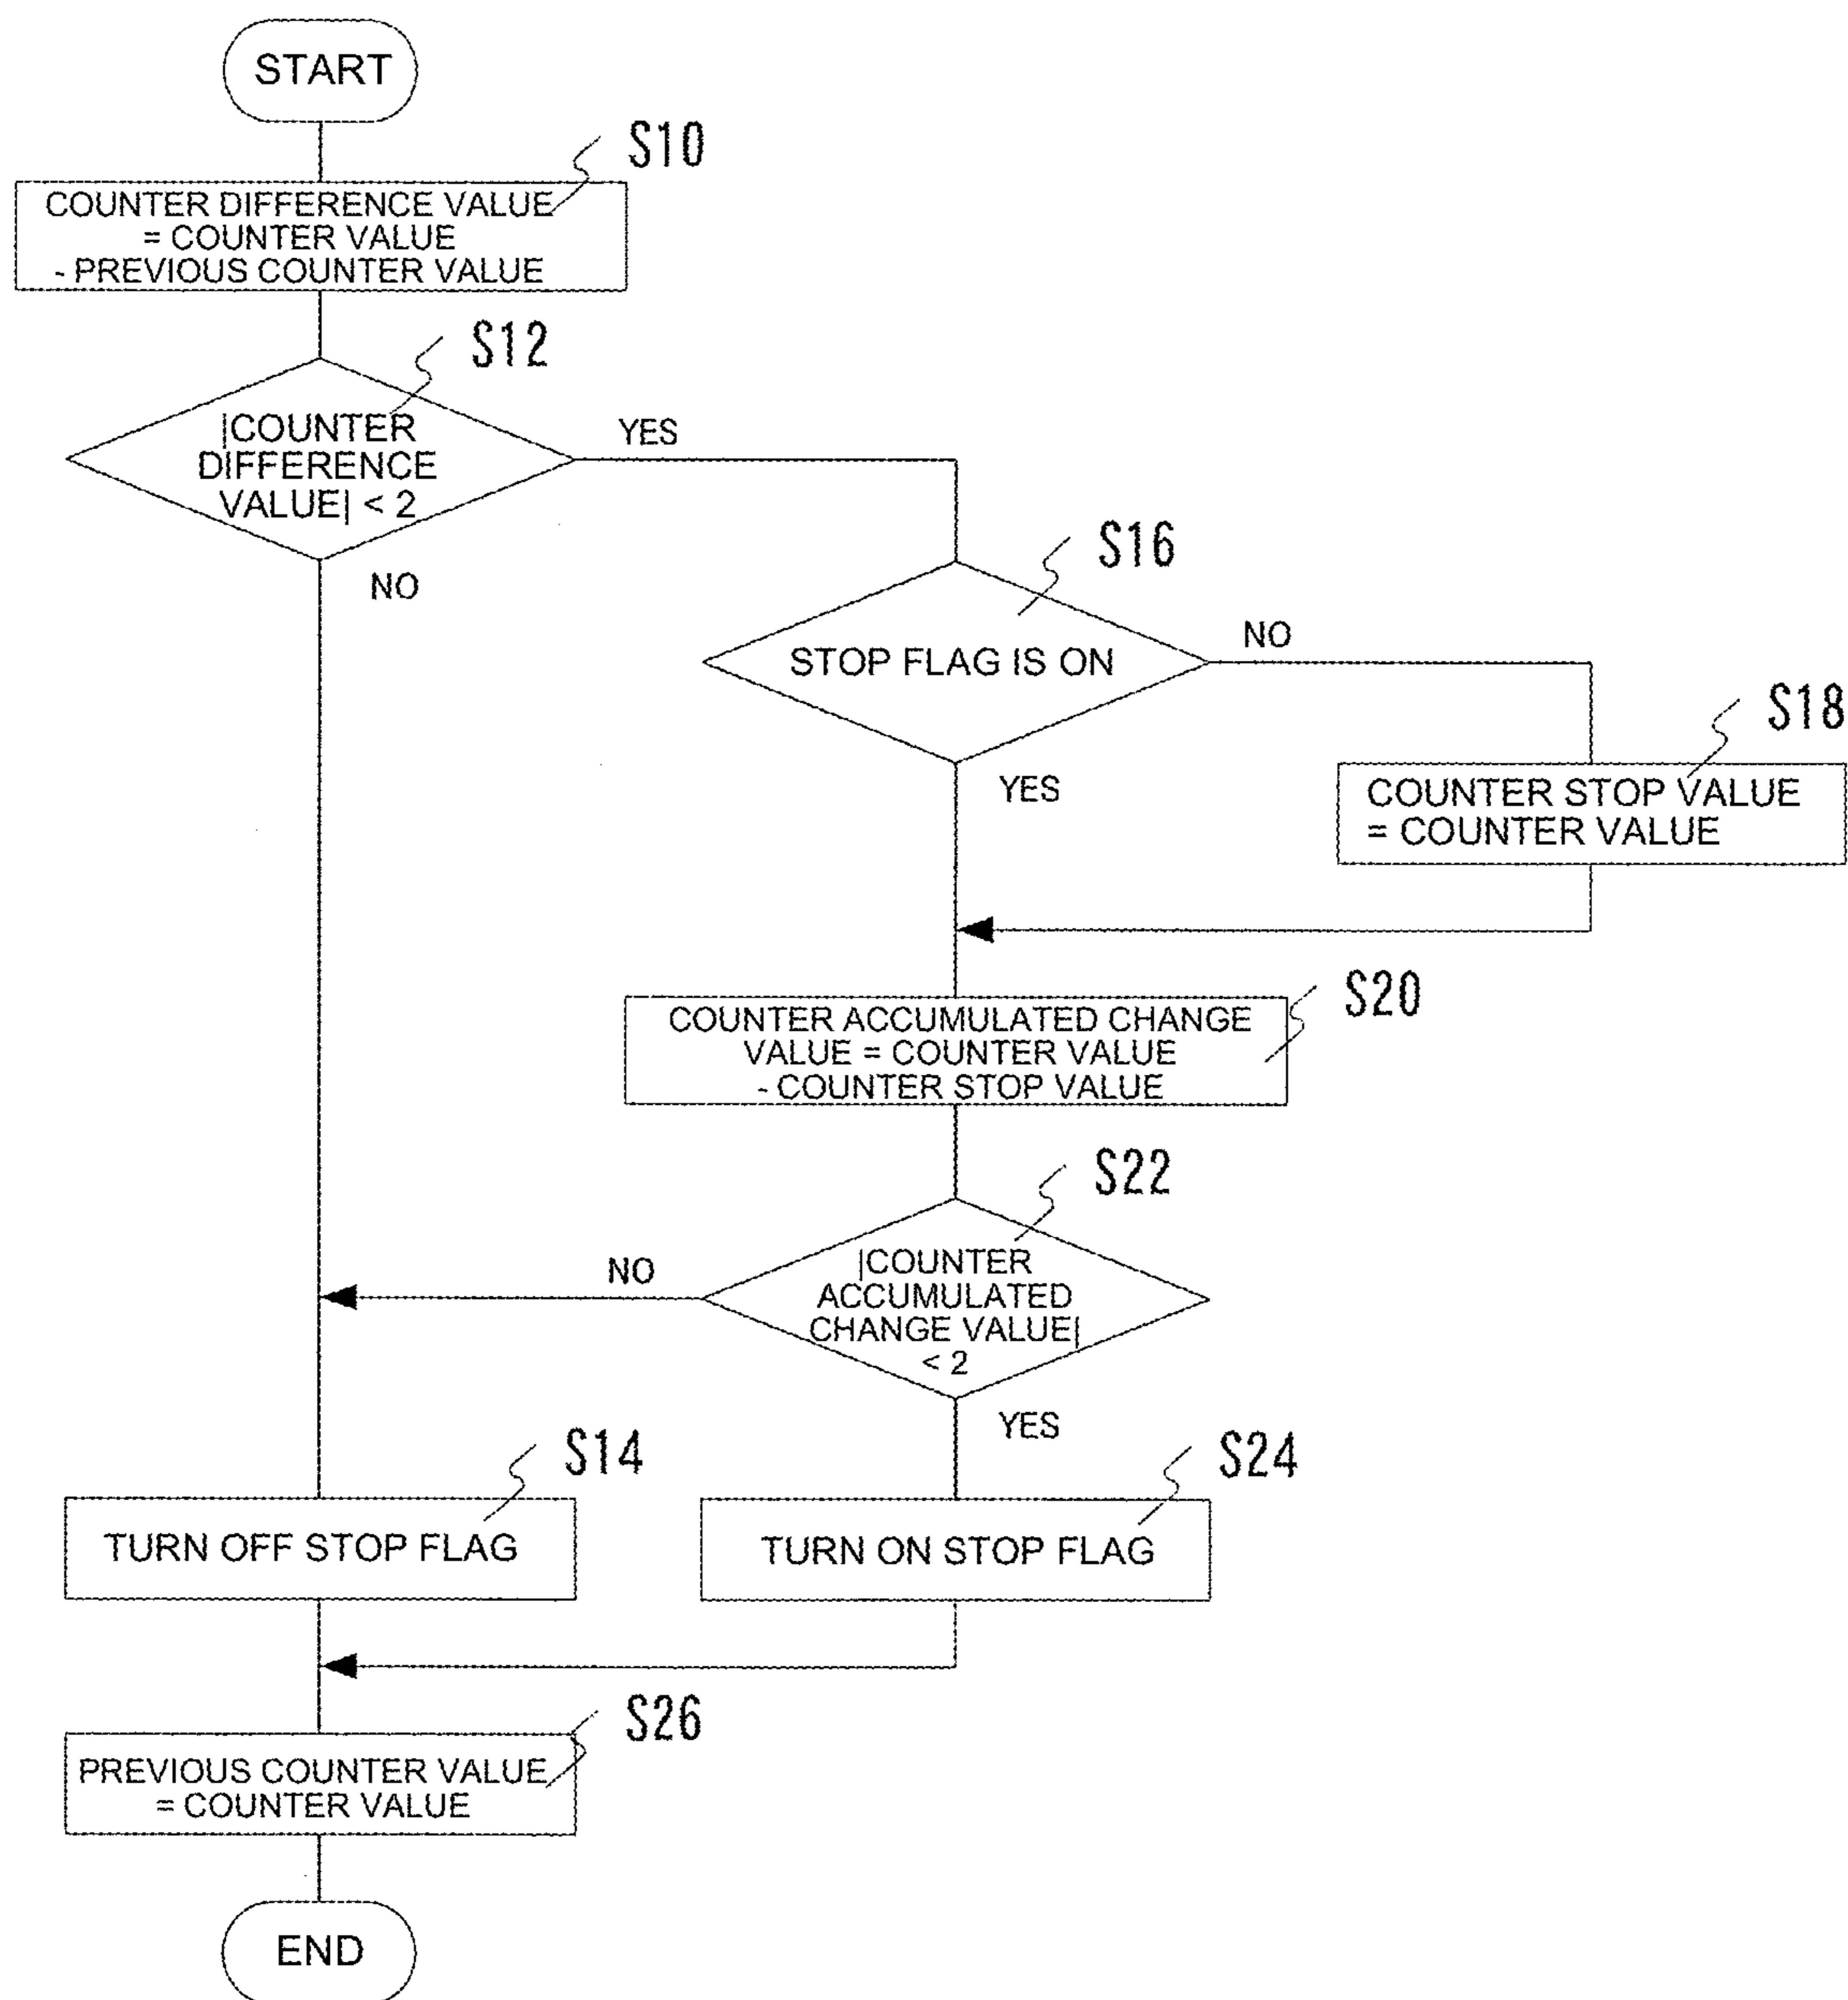 START
S10
COUNTER DIFFERENCE VALUE
= COUNTER VALUE
- PREVIOUS COUNTER VALUE
S12
|COUNTER
DIFFERENCE
VALUE| < 2
YES
NO
S16
STOP FLAG IS ON
NO
YES
S18
COUNTER STOP VALUE
= COUNTER VALUE
S20
COUNTER ACCUMULATED CHANGE
VALUE = COUNTER VALUE
- COUNTER STOP VALUE
S22
|COUNTER
ACCUMULATED
CHANGE VALUE|
< 2
NO
YES
S14
TURN OFF STOP FLAG
S24
TURN ON STOP FLAG
S26
PREVIOUS COUNTER VALUE
= COUNTER VALUE
END